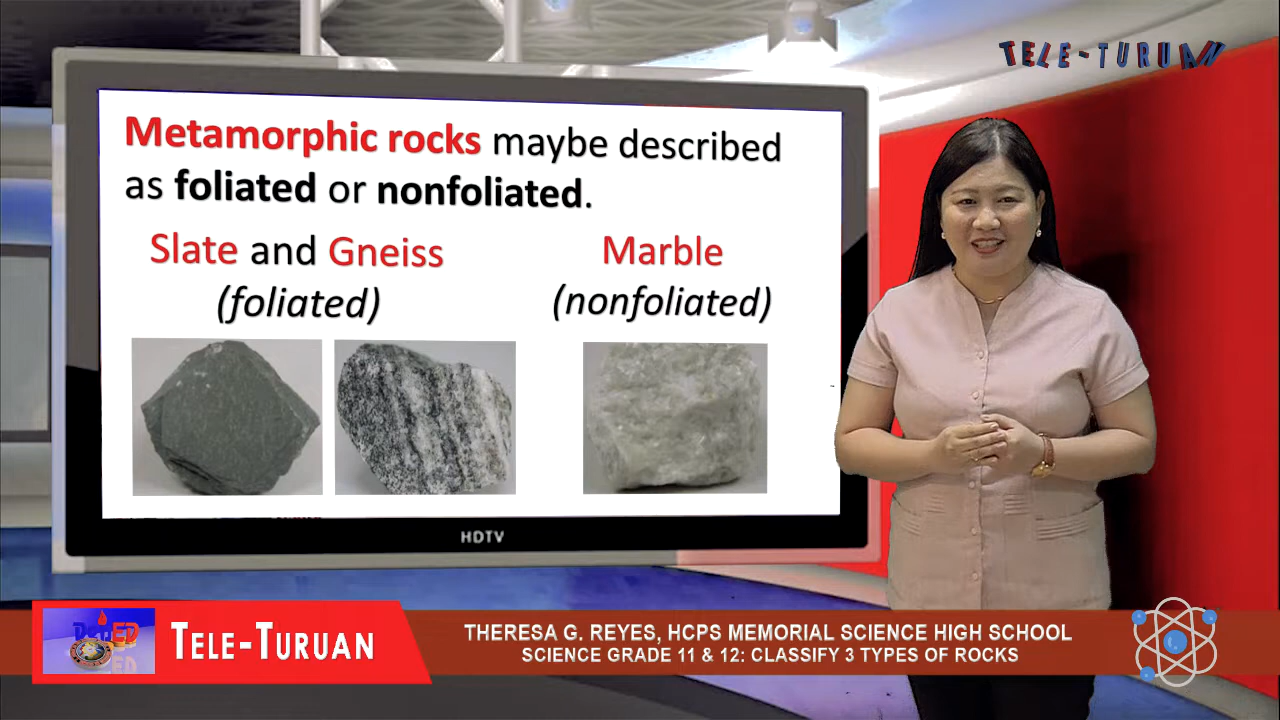 TELE-TURUAN
Metamorphic rocks maybe described
as foliated or nonfoliated.
Slate and Gneiss
(foliated)
Marble
(nonfoliated)
HDTV
DepED
TELE-TURUAN
THERESA G. REYES, HCPS MEMORIAL SCIENCE HIGH SCHOOL
SCIENCE GRADE 11 & 12: CLASSIFY 3 TYPES OF ROCKS